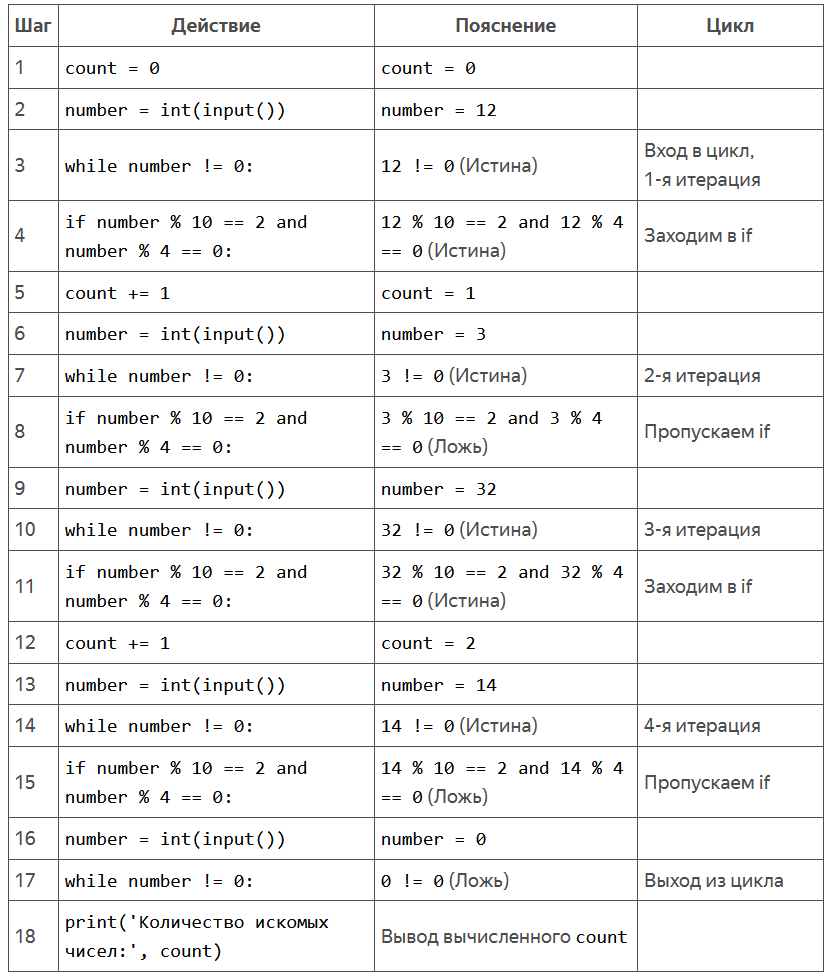 Шаг Действие Пояснение Цикл
1 count = 0 count = 0
2 number = int(input()) number = 12
3 while number != 0: 12 != 0 (Истина) Вход в цикл,
1-я итерация
4 if number % 10 == 2 and
number % 4 == 0: 12 % 10 == 2 and 12 % 4
== 0 (Истина) Заходим в if
5 count += 1 count = 1
6 number = int(input()) number = 3
7 while number != 0: 3 != 0 (Истина) 2-я итерация
8 if number % 10 == 2 and
number % 4 == 0: 3 % 10 == 2 and 3 % 4
== 0 (Ложь) Пропускаем if
9 number = int(input()) number = 32
10 while number != 0: 32 != 0 (Истина) 3-я итерация
11 if number % 10 == 2 and
number % 4 == 0: 32 % 10 == 2 and 32 % 4
== 0 (Истина) Заходим в if
12 count += 1 count = 2
13 number = int(input()) number = 14
14 while number != 0: 14 != 0 (Истина) 4-я итерация
15 if number % 10 == 2 and
number % 4 == 0: 14 % 10 == 2 and 14 % 4
== 0 (Ложь) Пропускаем if
16 number = int(input()) number = 0
17 while number != 0: 0 != 0 (Ложь) Выход из цикла
18 print('Количество искомых
чисел:', count) Вывод вычисленного count